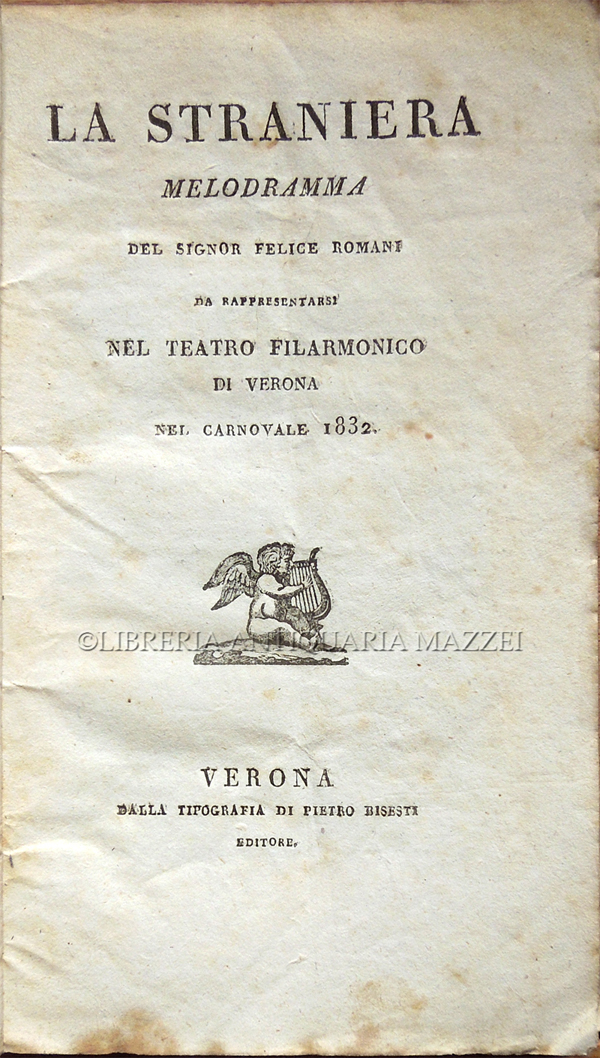 LA STRANIERA
MELODRAMMA
DEL SIGNOR FELICE ROMANI
DA RAPPRESENTARSI
NEL TEATRO FILARMONICO
DI VERONA
NEL CARNOVALE 1832.
©LIBRERIA ANTIQUARIA MAZZEI
VERONA
DALLA TIPOGRAFIA DI PIETRO BISESTI
EDITORE.